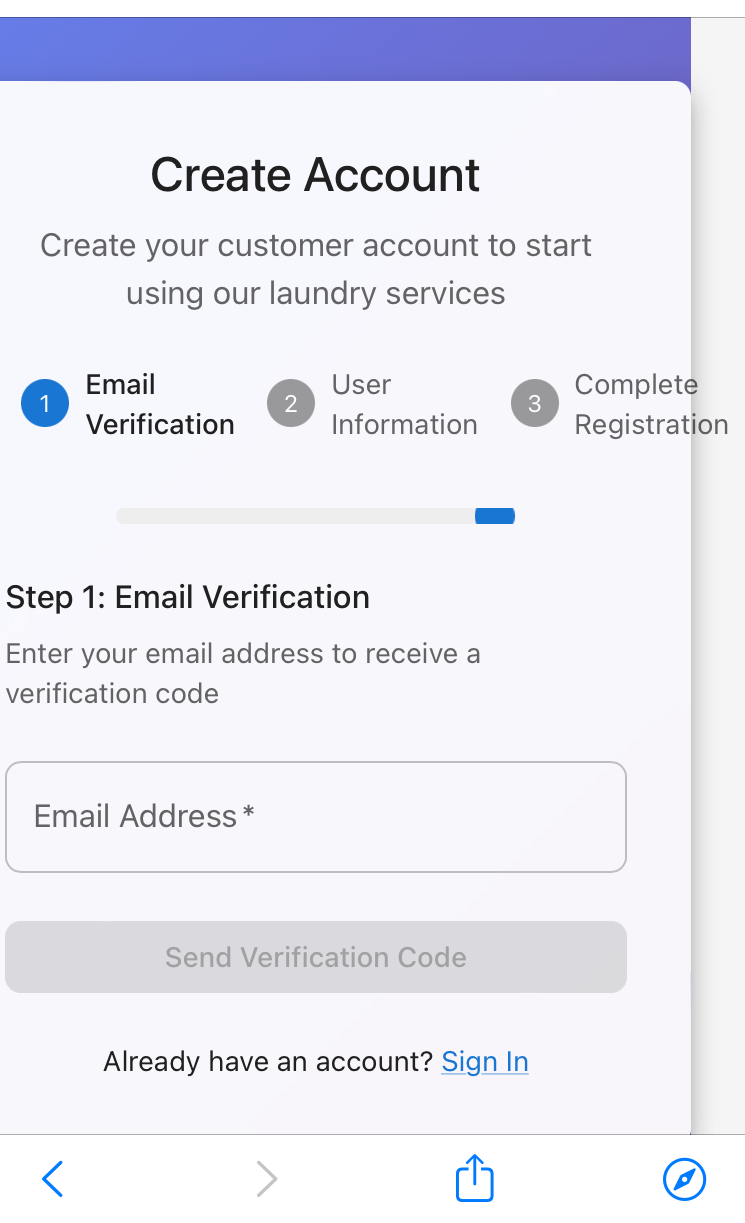 Create Account
Create your customer account to start
using our laundry services
1 Email Verification
2 User Information
3 Complete Registration
Step 1: Email Verification
Enter your email address to receive a
verification code
Email Address *
Send Verification Code
Already have an account? Sign In